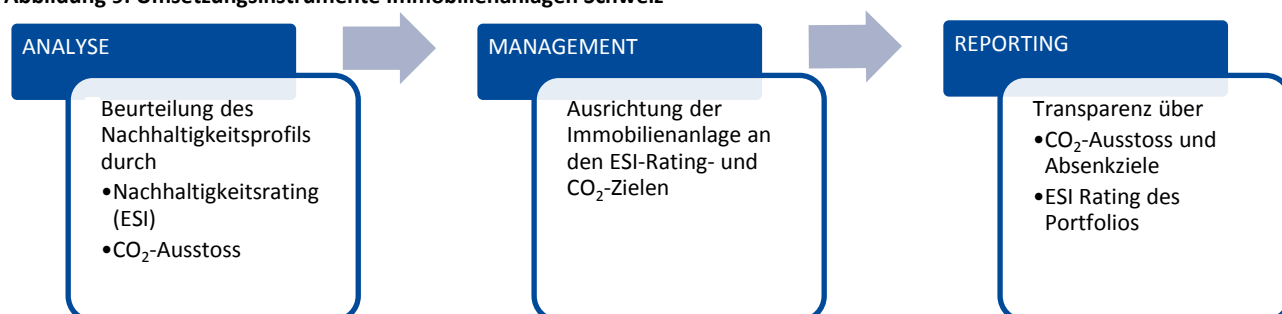 Abbildung 9: Umsetzungsinstrumente Immobilienanlagen Schweiz
ANALYSE
Beurteilung des
Nachhaltigkeitsprofils
durch
•Nachhaltigkeitsrating
(ESI)
•CO₂-Ausstoss
MANAGEMENT
Ausrichtung der
Immobilienanlage an
den ESI-Rating- und
CO₂-Zielen
REPORTING
Transparenz über
•CO₂-Ausstoss und
Absenkziele
•ESI Rating des
Portfolios